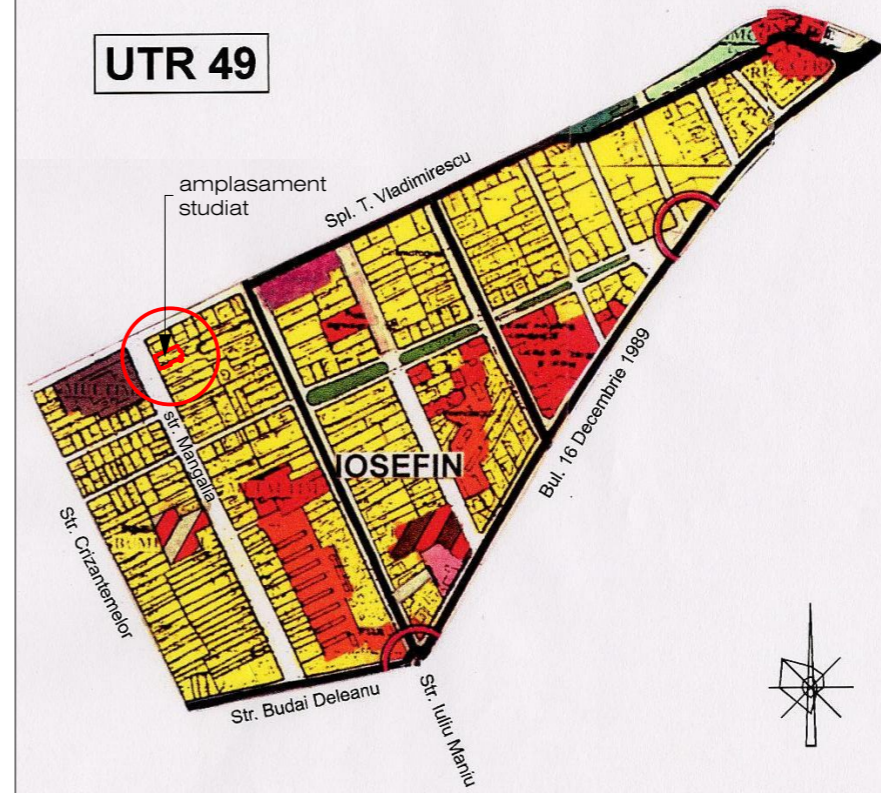 UTR 49
amplasament
studiat
Spl. T. Vladimirescu
str. Mangalia
IOSEFIN
Bul. 16 Decembrie 1989
Str. Crizantemelor
Str. Budai Deleanu
Str. Iuliu Maniu